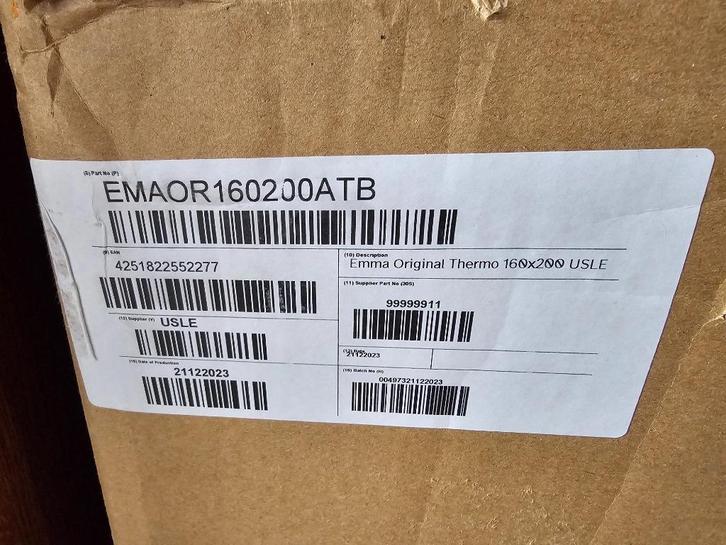 (8) Part No (P)
EMAOR160200ATB
(9) EAN
4251822552277
(10) Description
Emma Original Thermo 160x200 USLE
(11) Supplier Part No (30S)
99999911
(12) Supplier (V) USLE
(13) Date
21122023
(15) Date of Production
21122023
(16) Batch No (H)
00497321122023